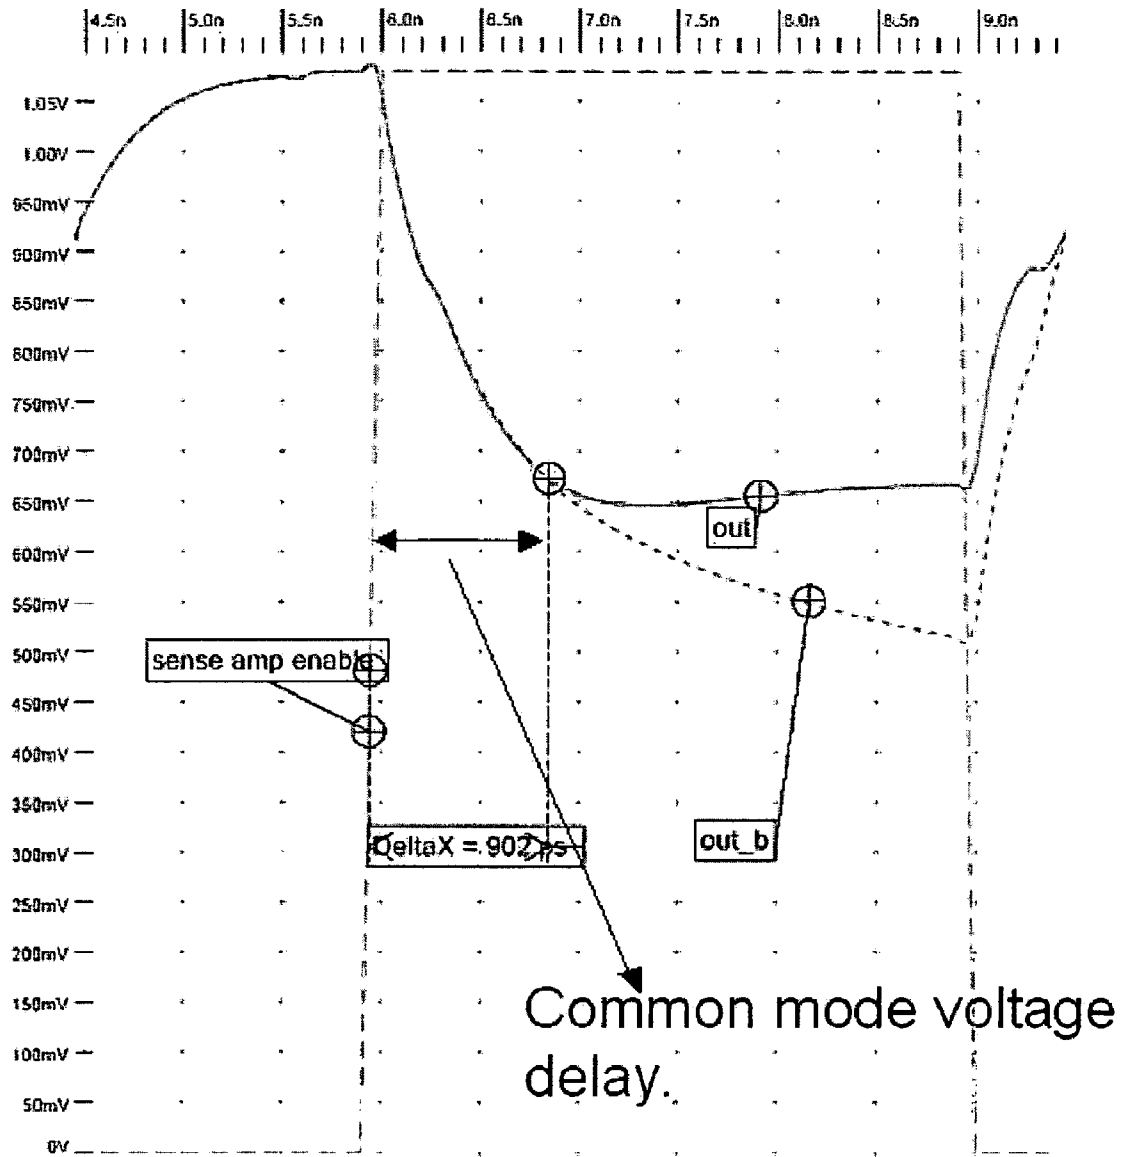 4.5n 5.0n 5.5n 6.0n 6.5n 7.0n 7.5n 8.0n 8.5n 9.0n
1.05V
1.00V
950mV
900mV
850mV
800mV
750mV
700mV
650mV
out
600mV
550mV
500mV
sense amp enable
450mV
400mV
350mV
DeltaX = 902 ps
out_b
300mV
250mV
200mV
150mV
Common mode voltage
100mV
delay.
50mV
0V